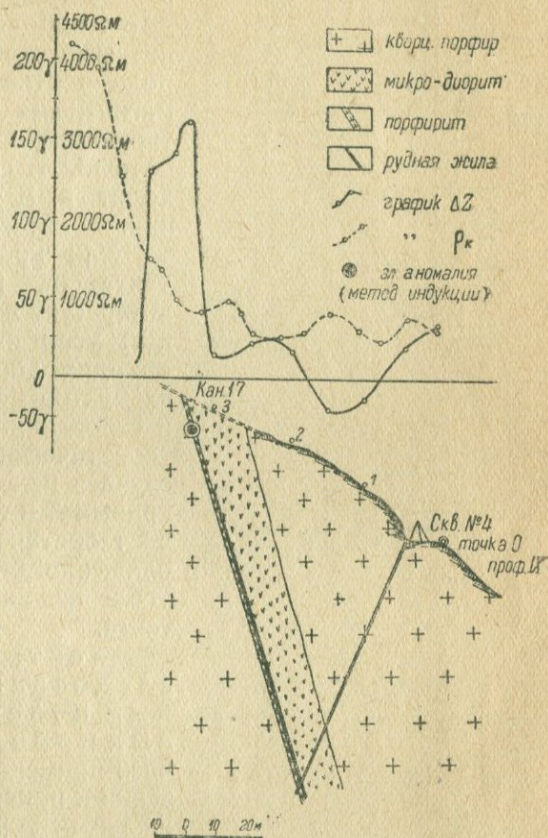 4500Ωм
200γ 4000Ωм
150γ 3000Ωм
100γ 2000Ωм
50γ 1000Ωм
0
-50γ
кварц. порфир
микро-диорит
порфирит
рудная жила
график ΔZ
" ρк
эл. аномалия
(метод индукции)
Кан. 17
3
2
1
Скв. №4
точка 0
проф. IX
10 0 10 20м